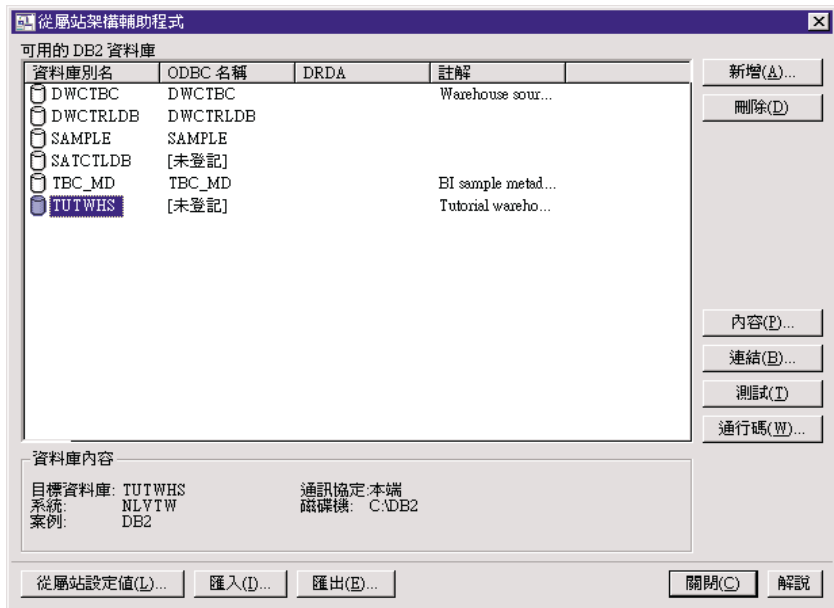 從屬站架構輔助程式
可用的 DB2 資料庫
資料庫別名 ODBC 名稱 DRDA 註解
DWCTBC DWCTBC Warehouse sour...
DWCTRLDB DWCTRLDB
SAMPLE SAMPLE
SATCTLDB [未登記]
TBC_MD TBC_MD BI sample metad...
TUTWHS [未登記] Tutorial wareho...
新增(A)...
刪除(D)
內容(P)...
連結(B)...
測試(T)
通行碼(W)...
資料庫內容
目標資料庫: TUTWHS 通訊協定:本端
系統: NLVTW 磁碟機: C:\DB2
案例: DB2
從屬站設定值(L)... 匯入(I)... 匯出(E)... 關閉(C) 解說